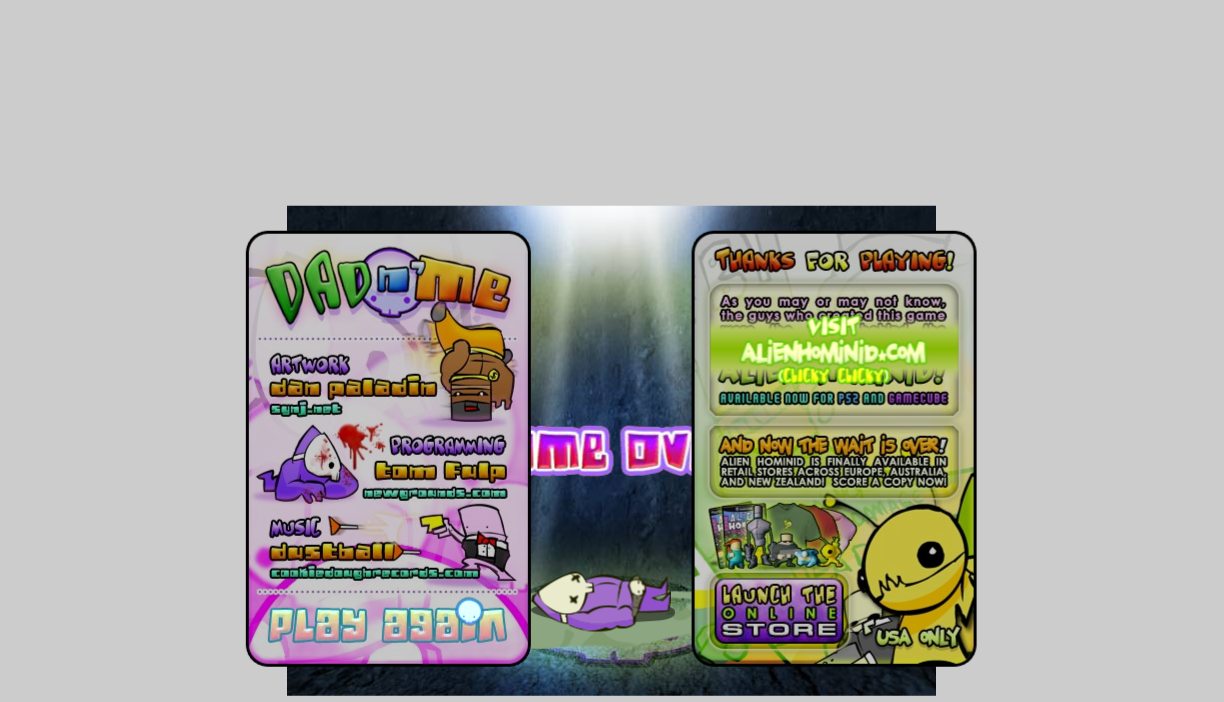 DAD n' ME
ARTWORK
dan paladin
synj.net
PROGRAMMING
tom fulp
newgrounds.com
MUSIC
dustball
cookiedoughrecords.com
PLAY AGAIN
ME OV
THANKS FOR PLAYING!
As you may or may not know,
the guys who created this game
VISIT
ALIENHOMINID.COM
(CLICKY CLICKY)
AVAILABLE NOW FOR PS2 AND GAMECUBE
AND NOW THE WAIT IS OVER!
ALIEN HOMINID IS FINALLY AVAILABLE IN
RETAIL STORES ACROSS EUROPE, AUSTRALIA,
AND NEW ZEALAND! SCORE A COPY NOW!
LAUNCH THE
ONLINE
STORE
USA ONLY